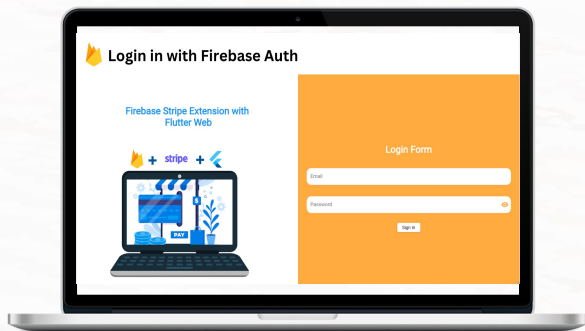 Login in with Firebase Auth
Firebase Stripe Extension with
Flutter Web
+ stripe +
PAY
$
Login Form
Email
Password
Sign in